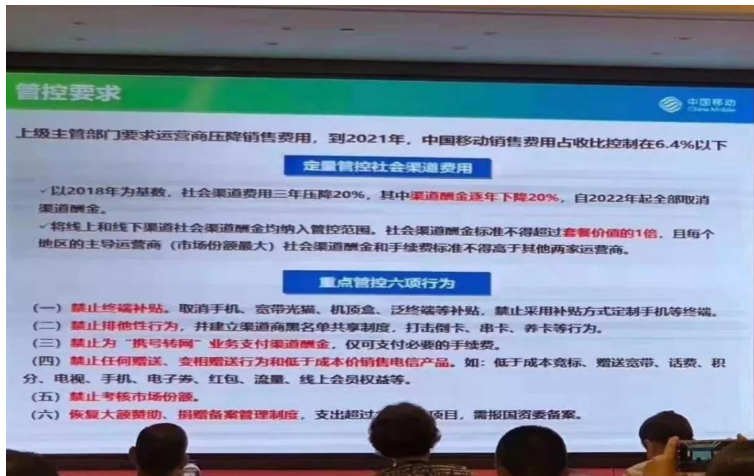 管控要求
中国移动
China Mobile
上级主管部门要求运营商压降销售费用，到2021年，中国移动销售费用占收比控制在6.4%以下
定量管控社会渠道费用
✓以2018年为基数，社会渠道费用三年压降20%，其中渠道酬金逐年下降20%，自2022年起全部取消
渠道酬金。
✓将线上和线下渠道社会渠道酬金均纳入管控范围。社会渠道酬金标准不得超过套餐价值的1倍，且每个
地区的主导运营商（市场份额最大）社会渠道酬金和手续费标准不得高于其他两家运营商。
重点管控六项行为
（一）禁止终端补贴。取消手机、宽带光猫、机顶盒、泛终端等补贴，禁止采用补贴方式定制手机等终端。
（二）禁止排他性行为，并建立渠道商黑名单共享制度，打击倒卡、串卡、养卡等行为。
（三）禁止为“携号转网”业务支付渠道酬金，仅可支付必要的手续费。
（四）禁止任何赠送、变相赠送行为和低于成本价销售电信产品。如：低于成本竞标、赠送宽带、话费、积
分、电视、手机、电子券、红包、流量、线上会员权益等。
（五）禁止考核市场份额。
（六）恢复大额赞助、捐赠备案管理制度，支出超过 项目，需报国资委备案。